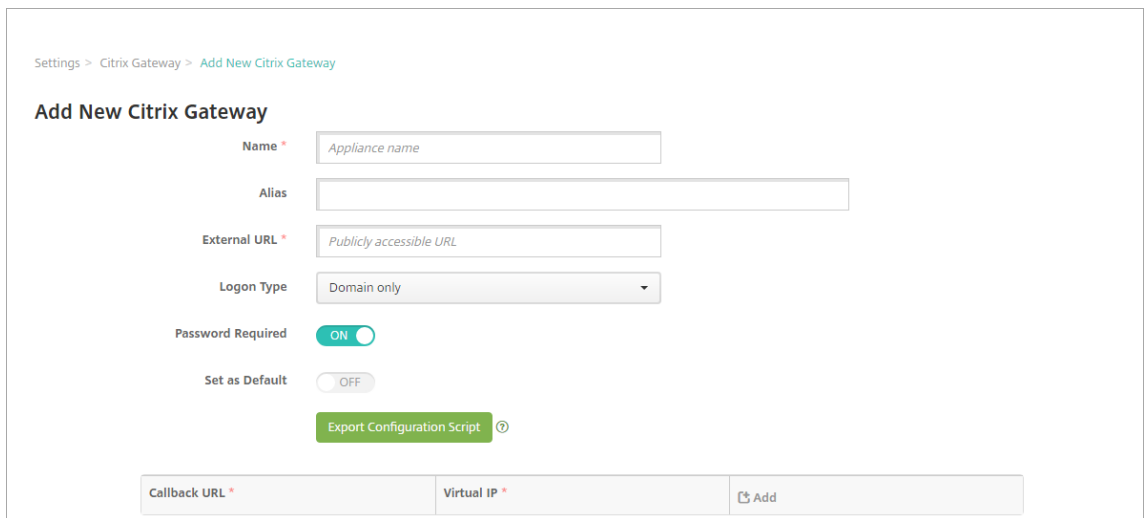 Settings > Citrix Gateway > Add New Citrix Gateway
Add New Citrix Gateway
Name *
Appliance name
Alias
External URL *
Publicly accessible URL
Logon Type
Domain only
Password Required
ON
Set as Default
OFF
Export Configuration Script ?
Callback URL * Virtual IP * Add